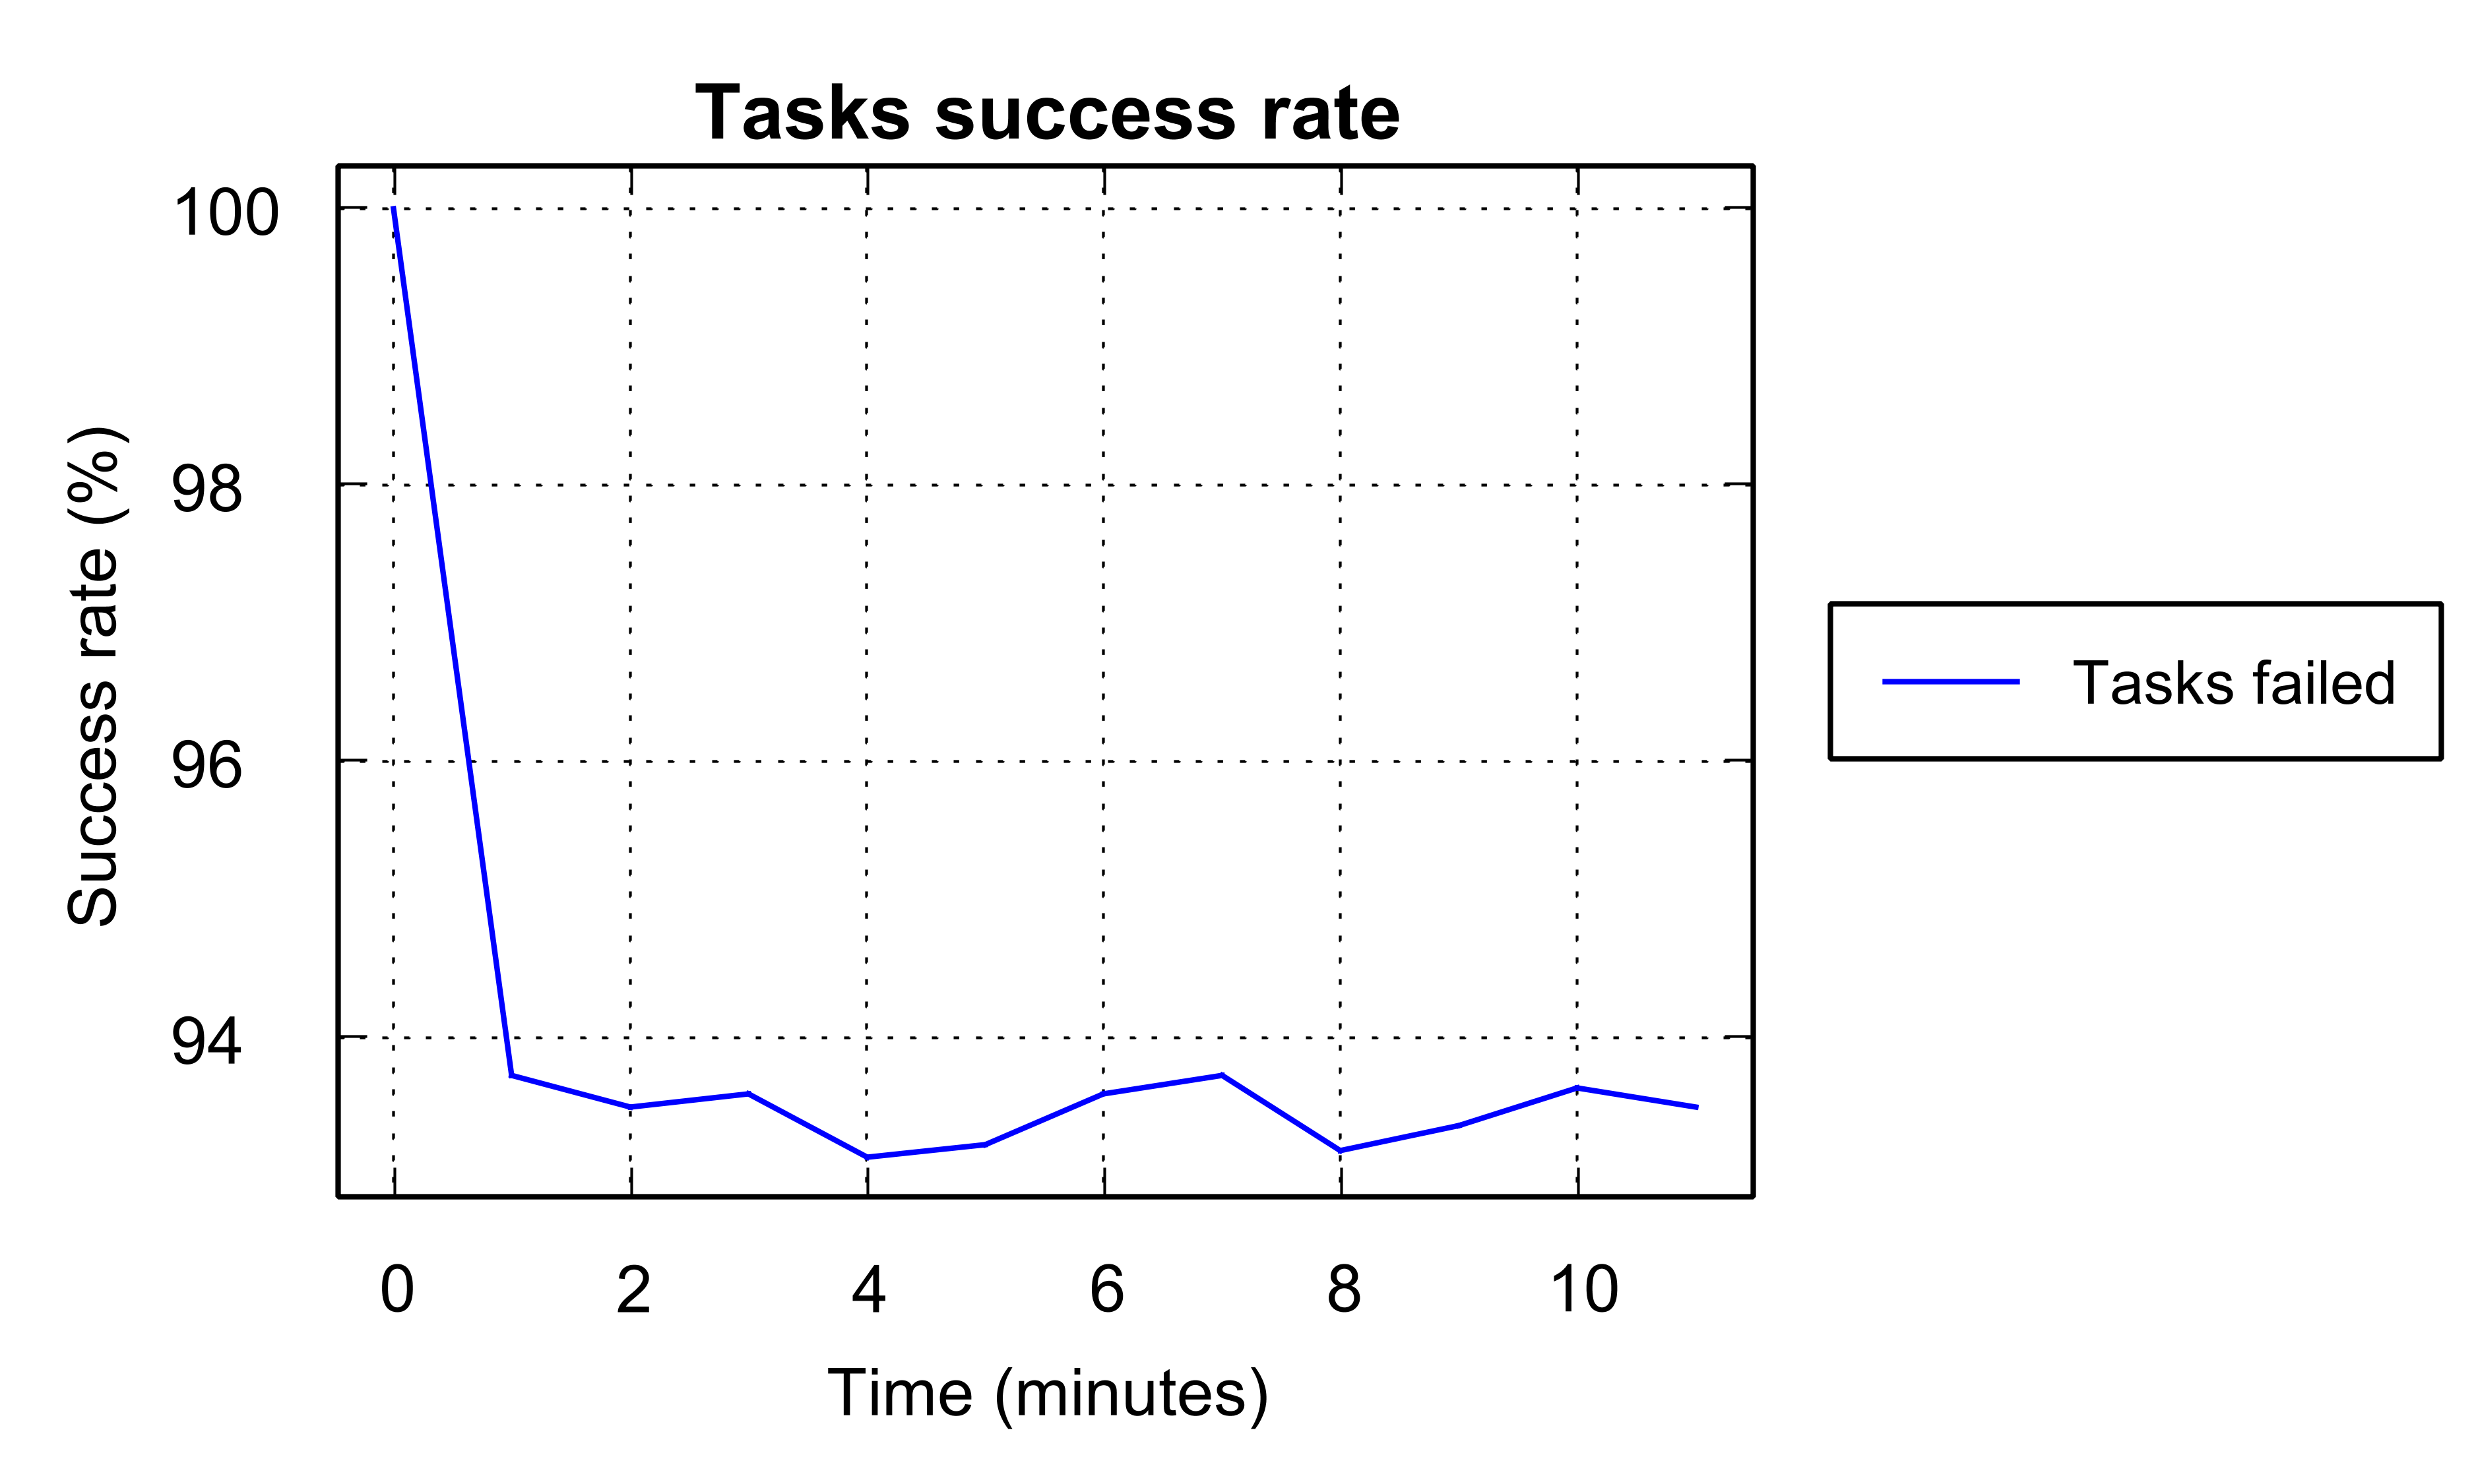 Tasks success rate
100
98
96
94
Success rate (%)
Tasks failed
0 2 4 6 8 10
Time (minutes)